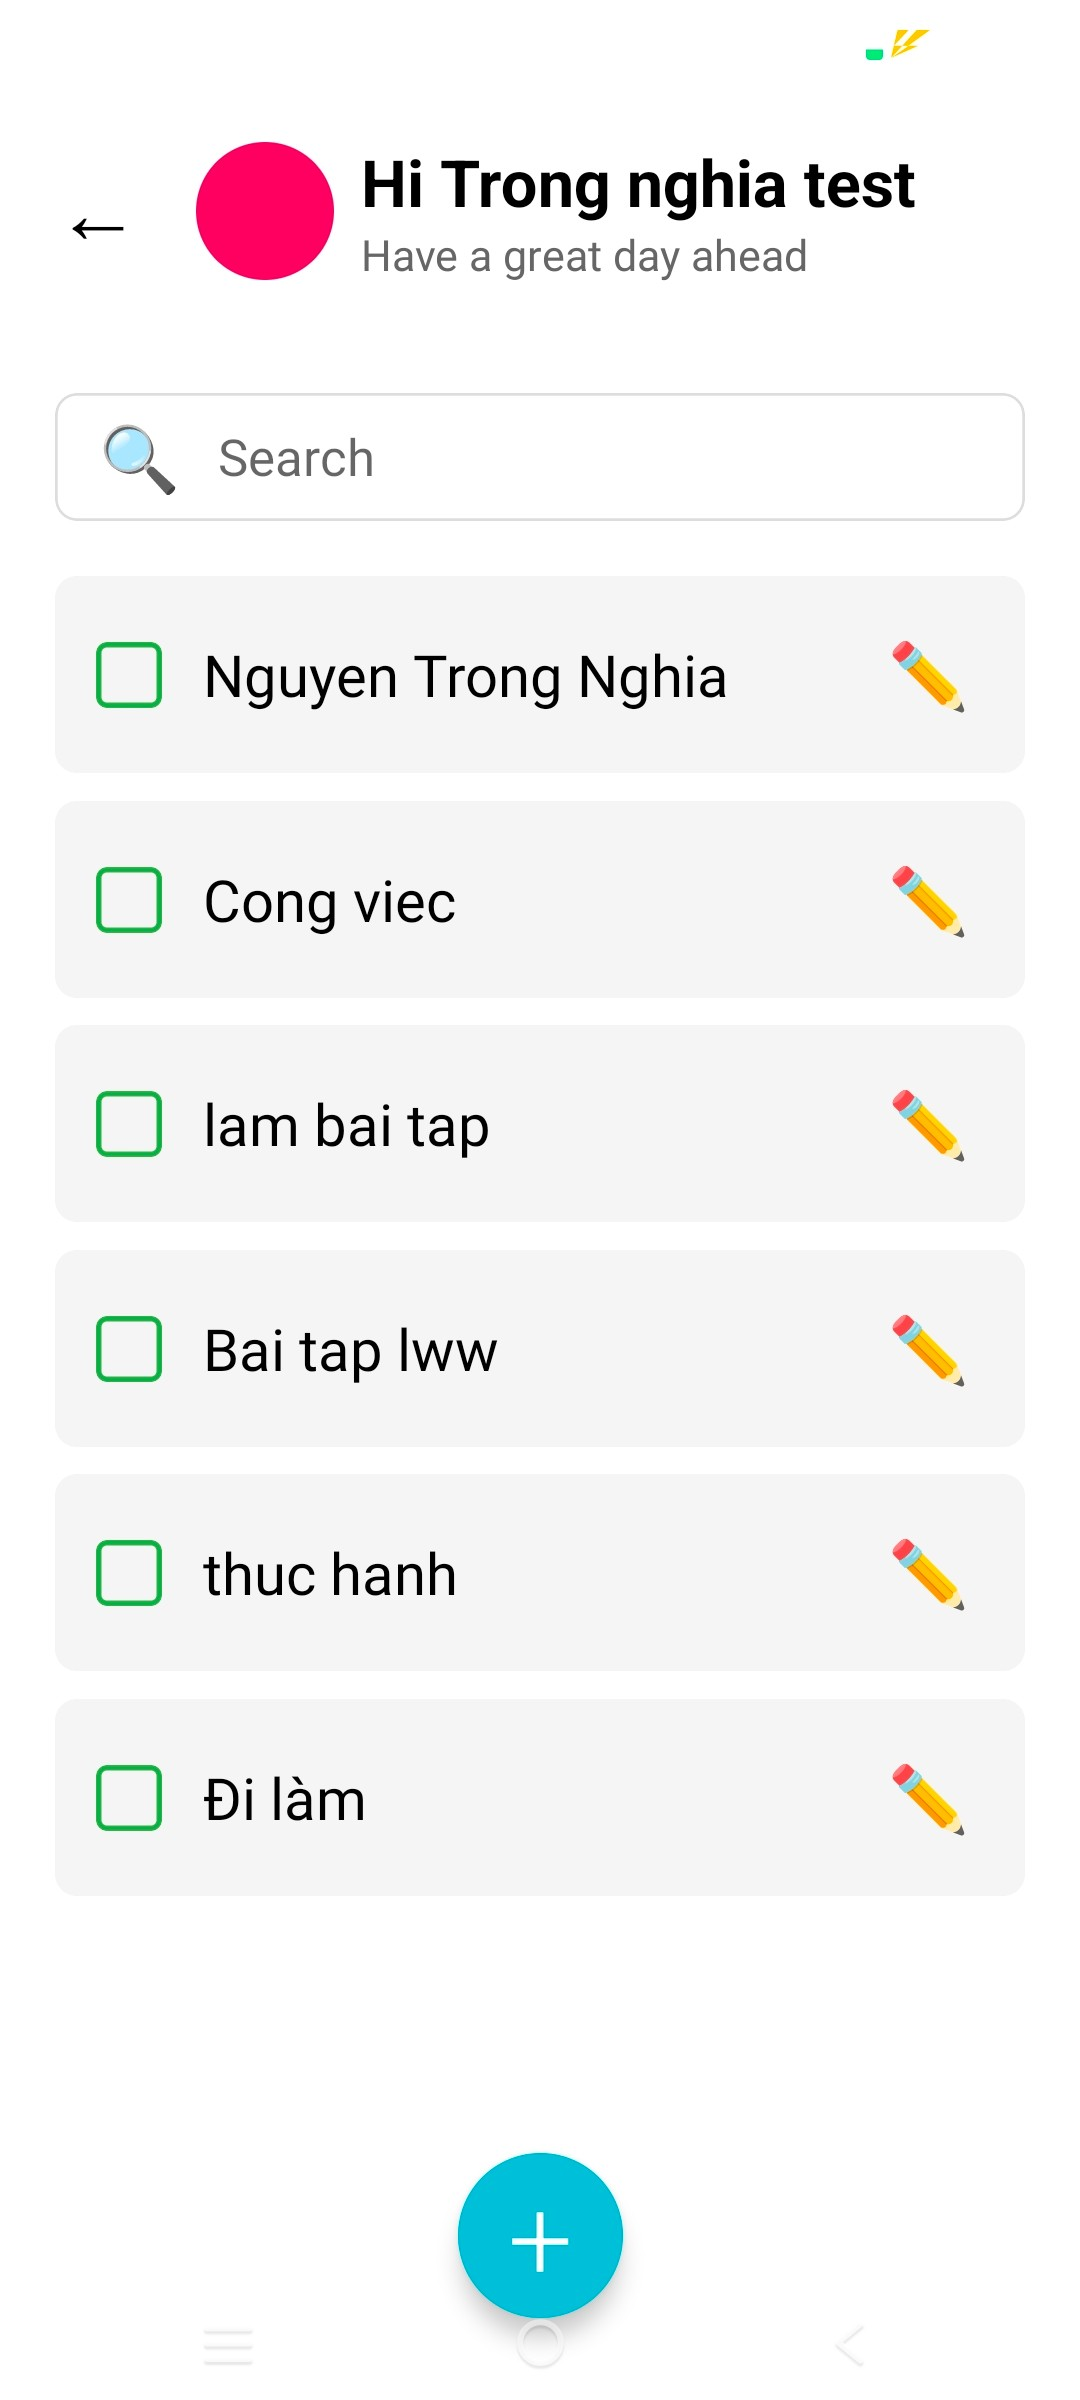 Hi Trong nghia test
Have a great day ahead
Search
Nguyen Trong Nghia
Cong viec
lam bai tap
Bai tap lww
thuc hanh
Đi làm